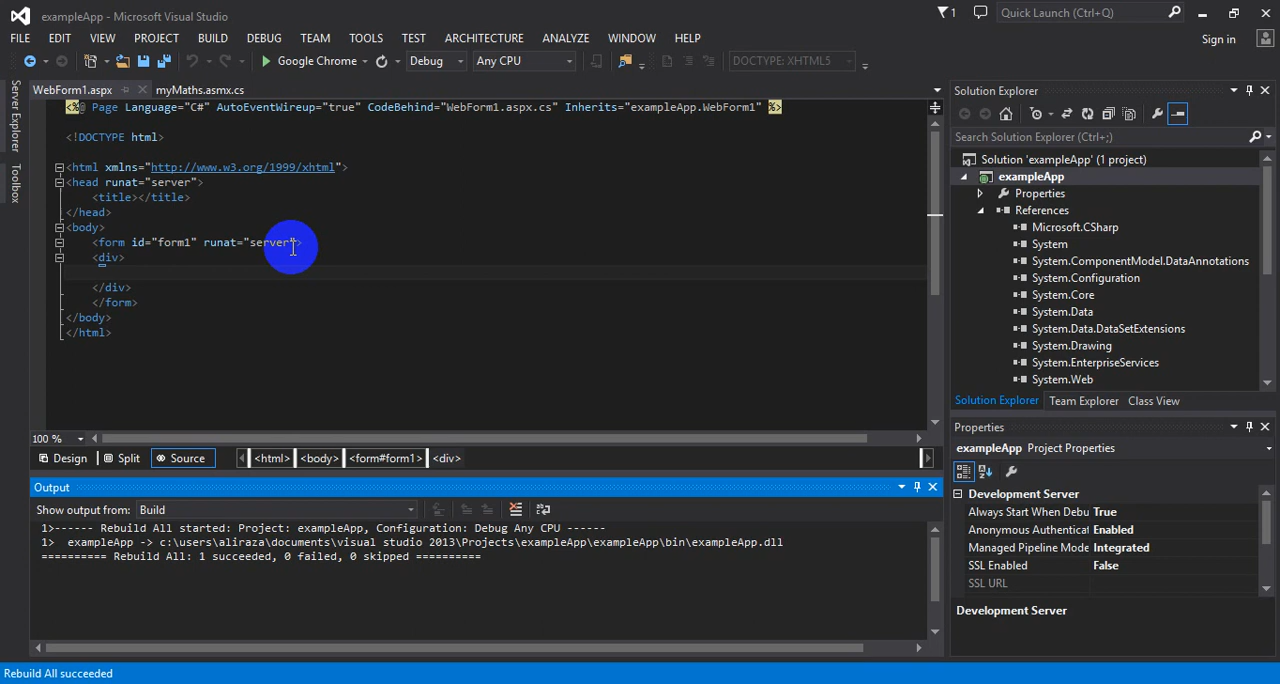 exampleApp - Microsoft Visual Studio
1
Quick Launch (Ctrl+Q)
FILE EDIT VIEW PROJECT BUILD DEBUG TEAM TOOLS TEST ARCHITECTURE ANALYZE WINDOW HELP
Sign in
Google Chrome Debug Any CPU DOCTYPE: XHTML5
Server Explorer
Toolbox
WebForm1.aspx myMaths.asmx.cs
<%@ Page Language="C#" AutoEventWireup="true" CodeBehind="WebForm1.aspx.cs" Inherits="exampleApp.WebForm1" %>
<!DOCTYPE html>
<html xmlns="http://www.w3.org/1999/xhtml">
<head runat="server">
<title></title>
</head>
<body>
<form id="form1" runat="server">
<div>
</div>
</form>
</body>
</html>
100 %
Design Split Source <html> <body> <form#form1> <div>
Output
Show output from: Build
1>------ Rebuild All started: Project: exampleApp, Configuration: Debug Any CPU ------
1> exampleApp -> c:\users\aliraza\documents\visual studio 2013\Projects\exampleApp\exampleApp\bin\exampleApp.dll
========== Rebuild All: 1 succeeded, 0 failed, 0 skipped ==========
Rebuild All succeeded
Solution Explorer
Search Solution Explorer (Ctrl+;)
Solution 'exampleApp' (1 project)
exampleApp
Properties
References
Microsoft.CSharp
System
System.ComponentModel.DataAnnotations
System.Configuration
System.Core
System.Data
System.Data.DataSetExtensions
System.Drawing
System.EnterpriseServices
System.Web
Solution Explorer Team Explorer Class View
Properties
exampleApp Project Properties
Development Server
Always Start When Debu True
Anonymous Authenticat Enabled
Managed Pipeline Mode Integrated
SSL Enabled False
SSL URL
Development Server